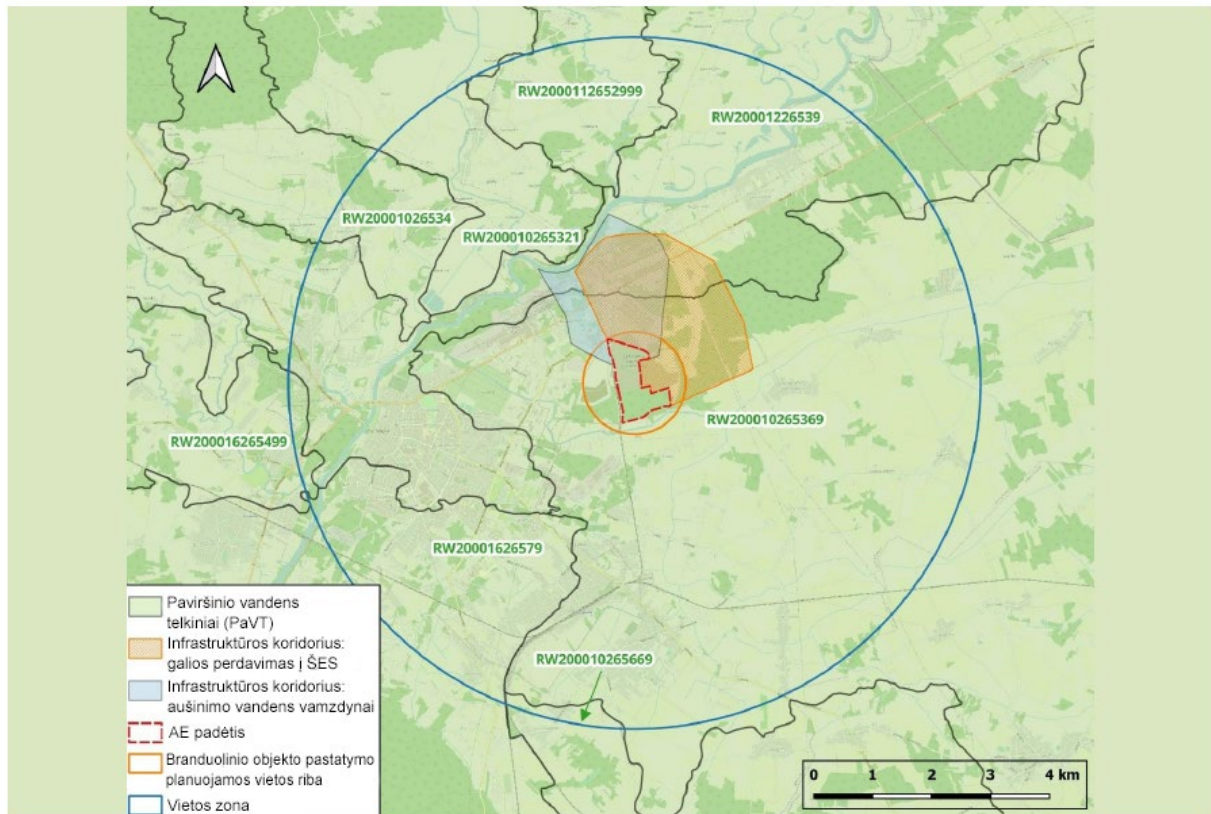 RW2000112652999
RW20001226539
RW20001026534
RW200010265321
RW200010265369
RW200016265499
RW20001626579
RW200010265669
Paviršinio vandens
telkiniai (PaVT)
Infrastruktūros koridorius:
galios perdavimas į ŠES
Infrastruktūros koridorius:
aušinimo vandens vamzdynai
AE padėtis
Branduolinio objekto pastatymo
planuojamos vietos riba
Vietos zona
0 1 2 3 4 km